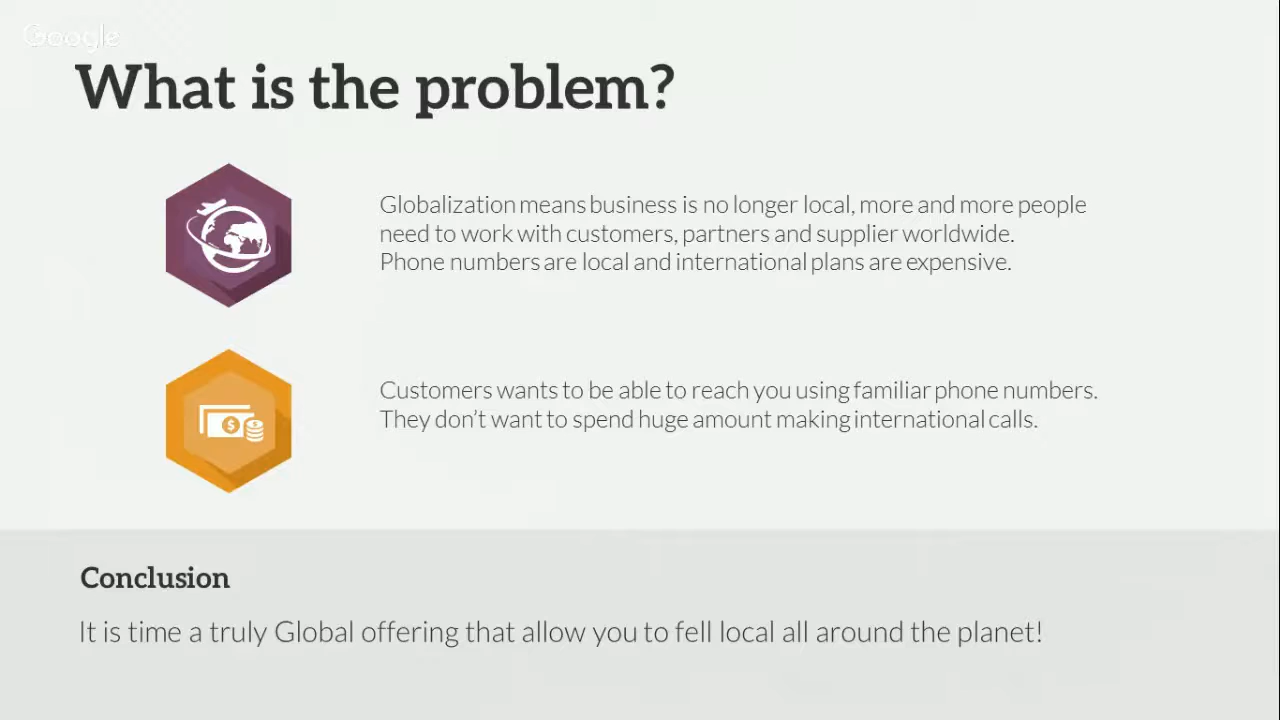 Google
What is the problem?
Globalization means business is no longer local, more and more people
need to work with customers, partners and supplier worldwide.
Phone numbers are local and international plans are expensive.
Customers wants to be able to reach you using familiar phone numbers.
They don’t want to spend huge amount making international calls.
Conclusion
It is time a truly Global offering that allow you to fell local all around the planet!